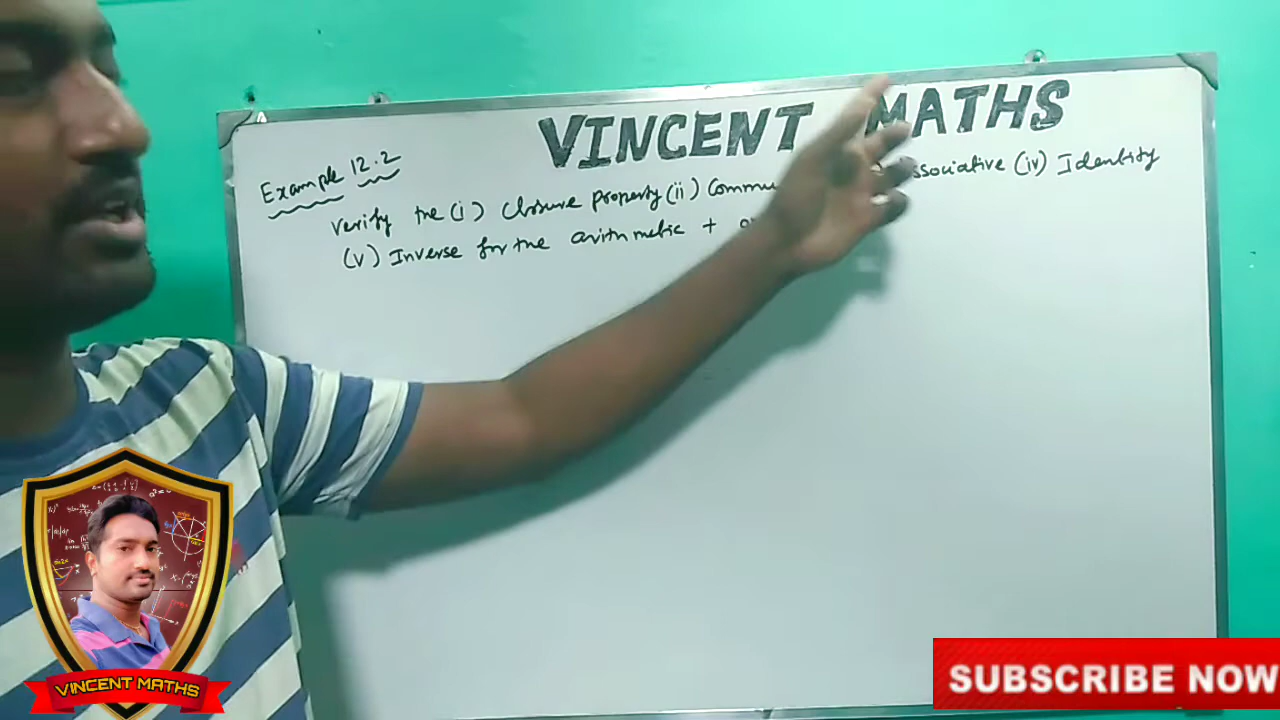 VINCENT MATHS
Example 12.2
Verify the (i) Closure property (ii) Commu ssociative (iv) Identity
(v) Inverse for the arithmetic +
VINCENT MATHS
SUBSCRIBE NOW